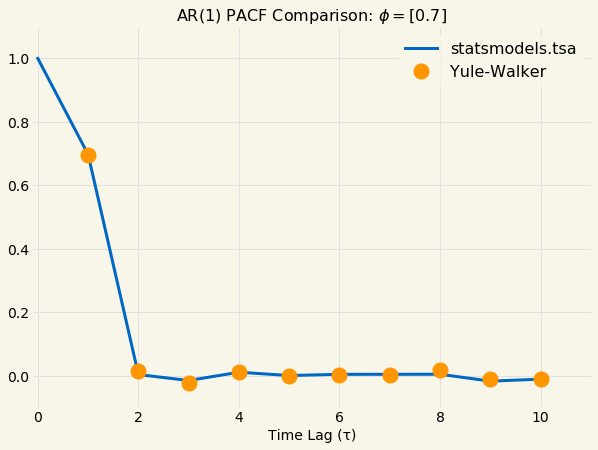 AR(1) PACF Comparison: ϕ = [0.7]
statsmodels.tsa
Yule-Walker
1.0
0.8
0.6
0.4
0.2
0.0
0 2 4 6 8 10
Time Lag (τ)